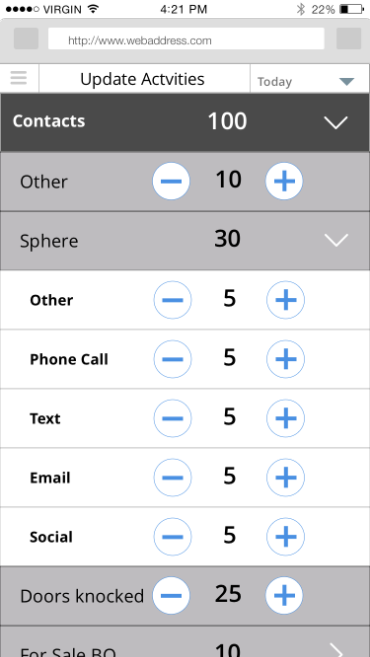 VIRGIN 4:21 PM 22%
http://www.webaddress.com
Update Actvities Today
Contacts 100
Other 10
Sphere 30
Other 5
Phone Call 5
Text 5
Email 5
Social 5
Doors knocked 25
For Sale BO 10